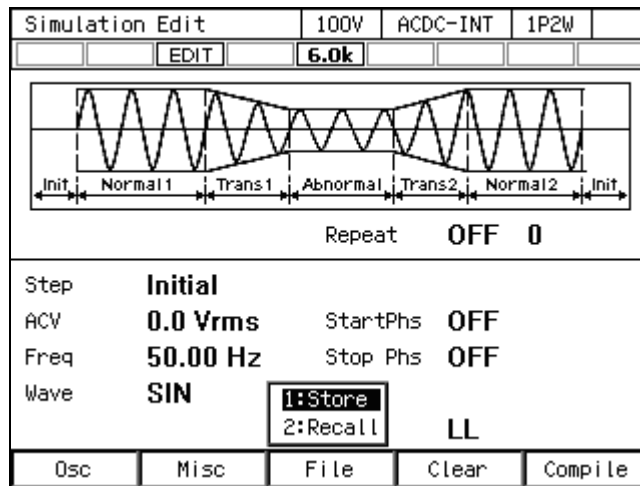 Simulation Edit 100V ACDC-INT 1P2W
EDIT 6.0k
Init Normal1 Trans1 Abnormal Trans2 Normal2 Init
Repeat OFF 0
Step Initial
ACV 0.0 Vrms StartPhs OFF
Freq 50.00 Hz Stop Phs OFF
Wave SIN
1:Store
2:Recall LL
Osc Misc File Clear Compile